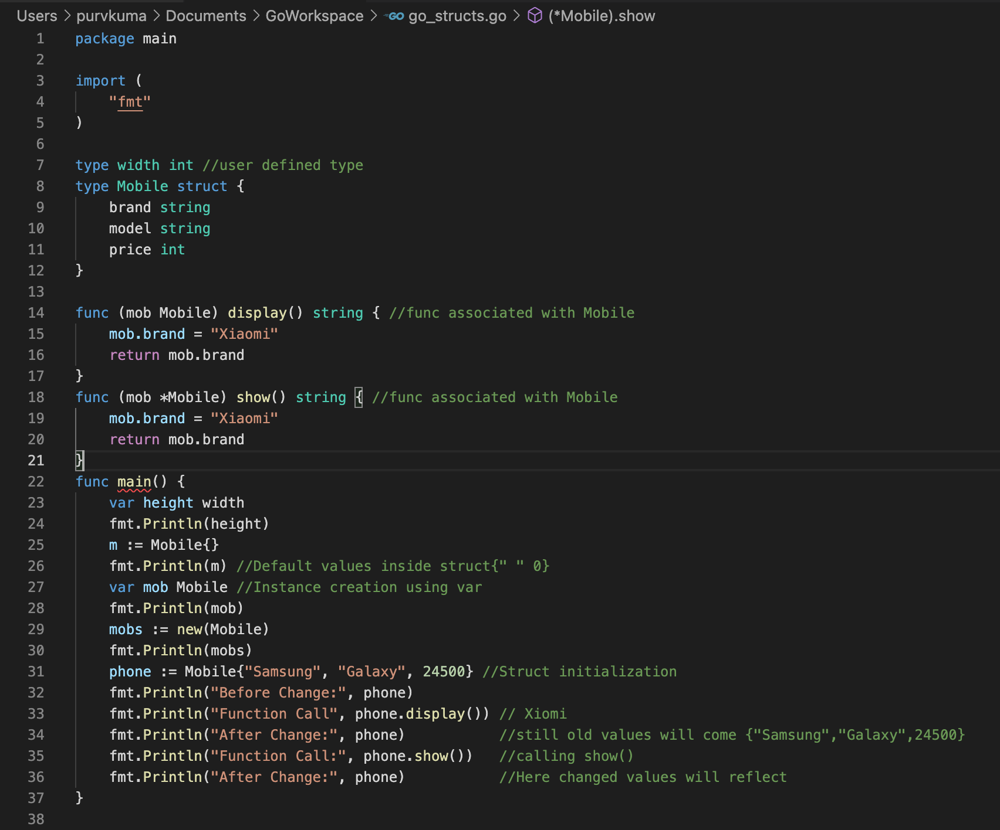 Users > purvkuma > Documents > GoWorkspace > GO go_structs.go > (*Mobile).show
1 package main
2
3 import (
4     "fmt"
5 )
6
7 type width int //user defined type
8 type Mobile struct {
9     brand string
10     model string
11     price int
12 }
13
14 func (mob Mobile) display() string { //func associated with Mobile
15     mob.brand = "Xiaomi"
16     return mob.brand
17 }
18 func (mob *Mobile) show() string { //func associated with Mobile
19     mob.brand = "Xiaomi"
20     return mob.brand
21 }
22 func main() {
23     var height width
24     fmt.Println(height)
25     m := Mobile{}
26     fmt.Println(m) //Default values inside struct{" " 0}
27     var mob Mobile //Instance creation using var
28     fmt.Println(mob)
29     mobs := new(Mobile)
30     fmt.Println(mobs)
31     phone := Mobile{"Samsung", "Galaxy", 24500} //Struct initialization
32     fmt.Println("Before Change:", phone)
33     fmt.Println("Function Call", phone.display()) // Xiomi
34     fmt.Println("After Change:", phone)           //still old values will come {"Samsung","Galaxy",24500}
35     fmt.Println("Function Call:", phone.show())   //calling show()
36     fmt.Println("After Change:", phone)           //Here changed values will reflect
37 }
38